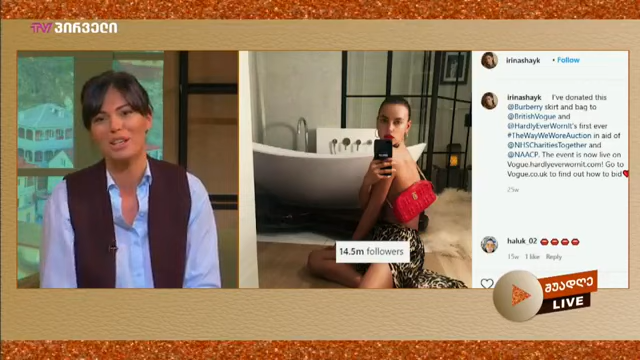 TV ᲞᲘᲠᲕᲔᲚᲘ
irinashayk • Follow
irinashayk I've donated this
@Burberry skirt and bag to
@BritishVogue and
@HardlyEverWornIt's first ever
#TheWayWeWoreAuction in aid of
@NHSCharitiesTogether and
@NAACP. The event is now live on
Vogue.hardlyeverwornit.com! Go to
Vogue.co.uk to find out how to bid
25w
14.5m followers
haluk_02
15w 1 like Reply
ᲨᲣᲐᲓᲦᲔ
LIVE